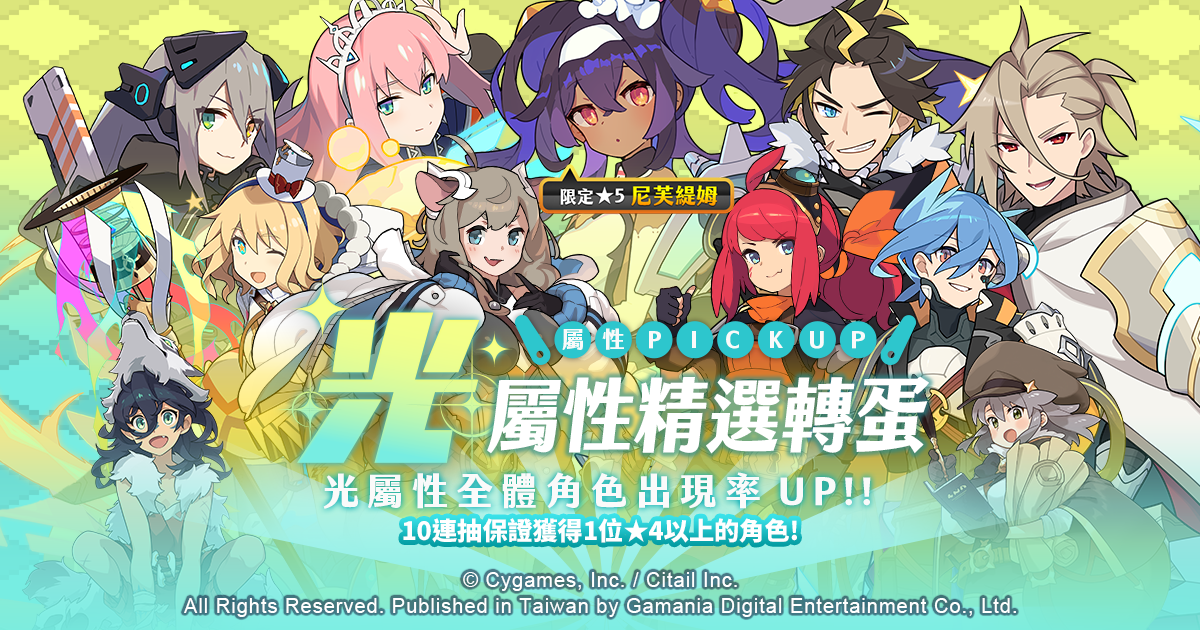 限定★5 尼芙緹姆
屬性PICKUP
光屬性精選轉蛋
光屬性全體角色出現率 UP!!
10連抽保證獲得1位★4以上的角色!
© Cygames, Inc. / Citail Inc.
All Rights Reserved. Published in Taiwan by Gamania Digital Entertainment Co., Ltd.